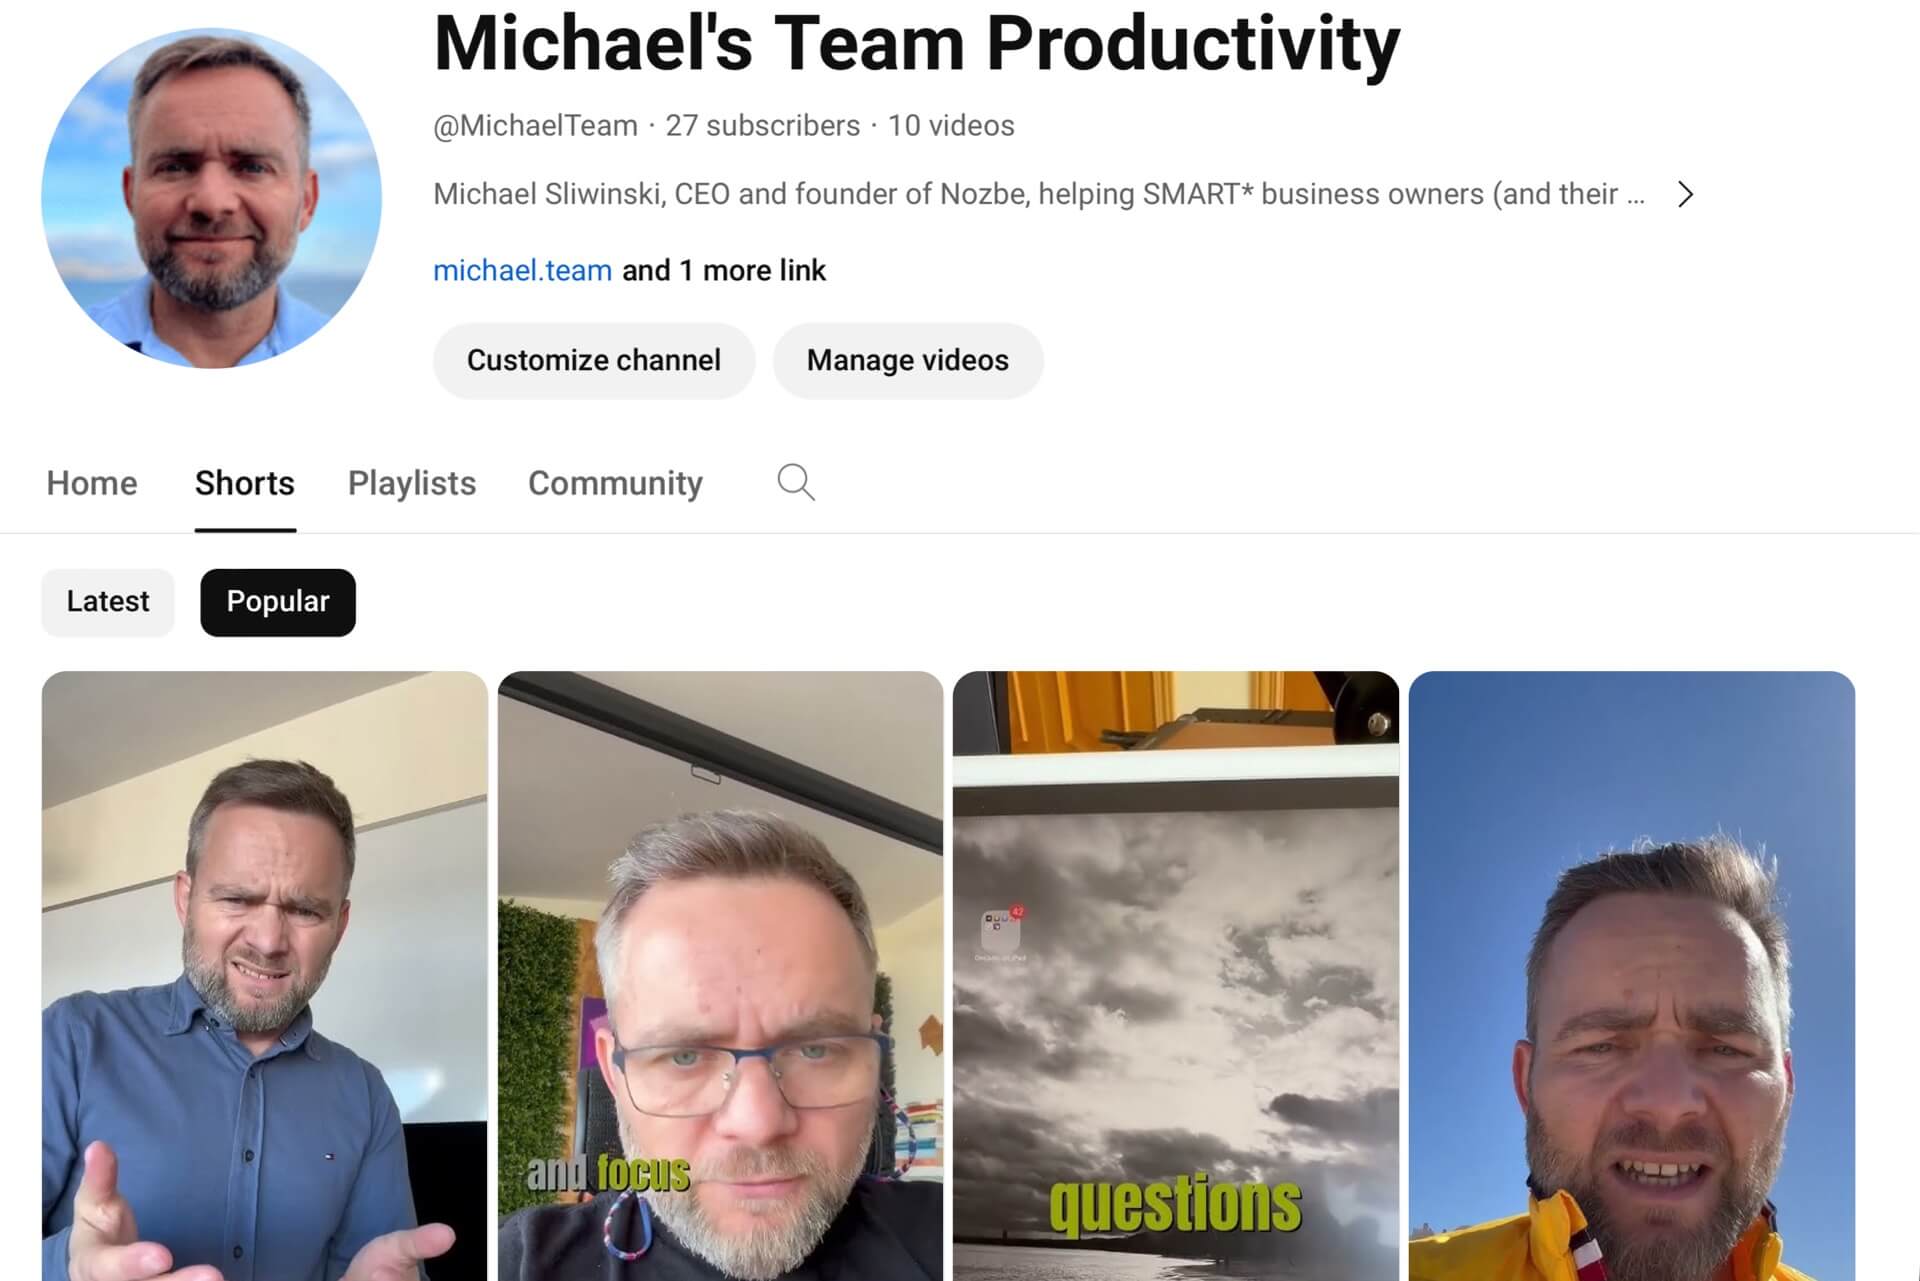 Michael's Team Productivity
@MichaelTeam · 27 subscribers · 10 videos
Michael Sliwinski, CEO and founder of Nozbe, helping SMART* business owners (and their ...
michael.team and 1 more link
Customize channel Manage videos
Home Shorts Playlists Community
Latest Popular
42
and focus
questions